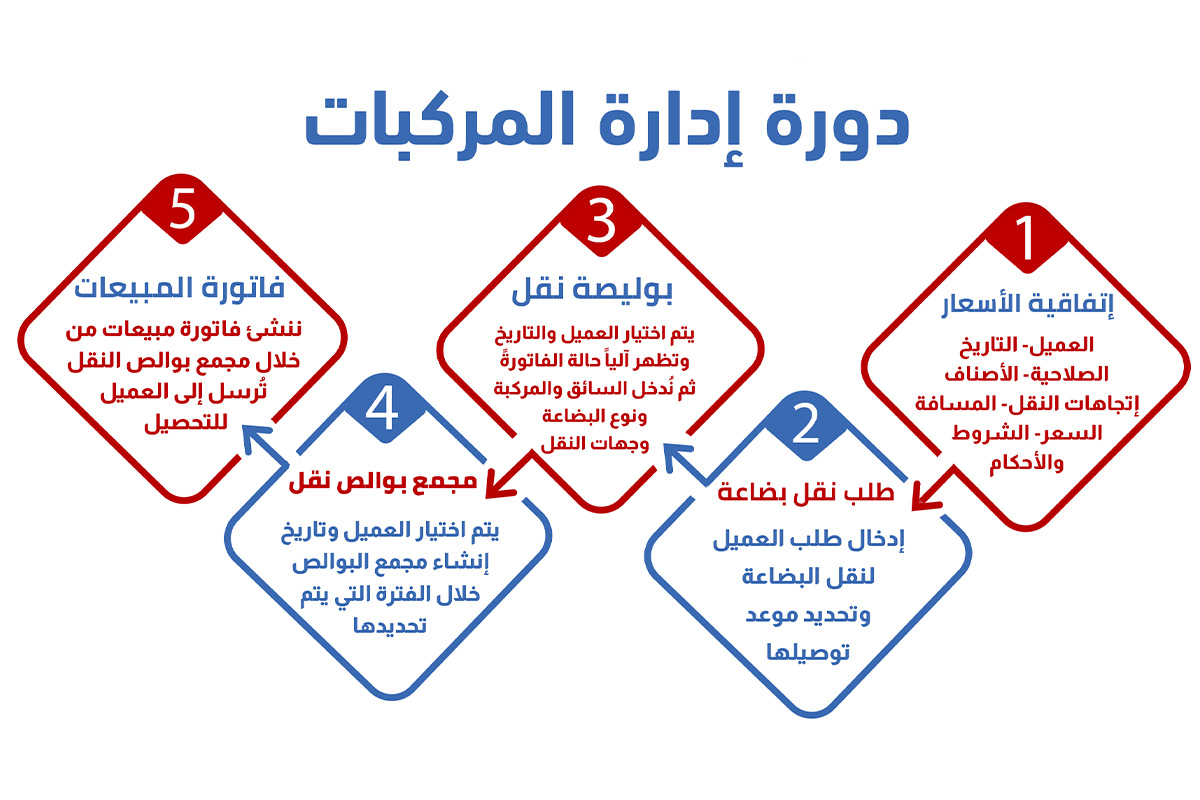 دورة إدارة المركبات
1
إتفاقية الأسعار
العميل- التاريخ
الصلاحية- الأصناف
إتجاهات النقل- المسافة
السعر- الشروط
والأحكام
2
طلب نقل بضاعة
إدخال طلب العميل
لنقل البضاعة
وتحديد موعد
توصيلها
3
بوليصة نقل
يتم اختيار العميل والتاريخ
وتظهر آلياً حالة الفاتورةً
ثم نُدخل السائق والمركبة
ونوع البضاعة
وجهات النقل
4
مجمع بوالص نقل
يتم اختيار العميل وتاريخ
إنشاء مجمع البوالص
خلال الفترة التي يتم
تحديدها
5
فاتورة المبيعات
ننشئ فاتورة مبيعات من
خلال مجمع بوالص النقل
تُرسل إلى العميل
للتحصيل